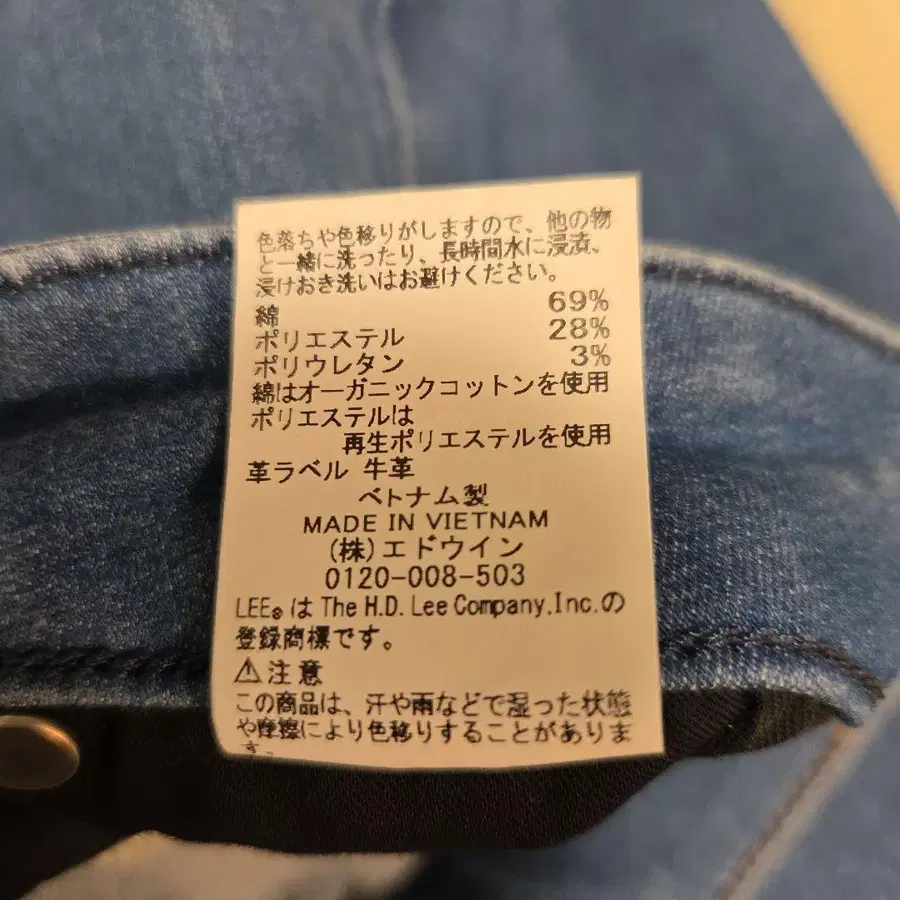 色落ちや色移りがしますので、他の物
と一緒に洗ったり、長時間水に浸漬、
浸けおき洗いはお避けください。
綿 69%
ポリエステル 28%
ポリウレタン 3%
綿はオーガニックコットンを使用
ポリエステルは
再生ポリエステルを使用
革ラベル 牛革
ベトナム製
MADE IN VIETNAM
(株)エドウイン
0120-008-503
LEE® は The H.D. Lee Company,Inc.の
登録商標です。
⚠注意
この商品は、汗や雨などで湿った状態
や摩擦により色移りすることがありま
す。